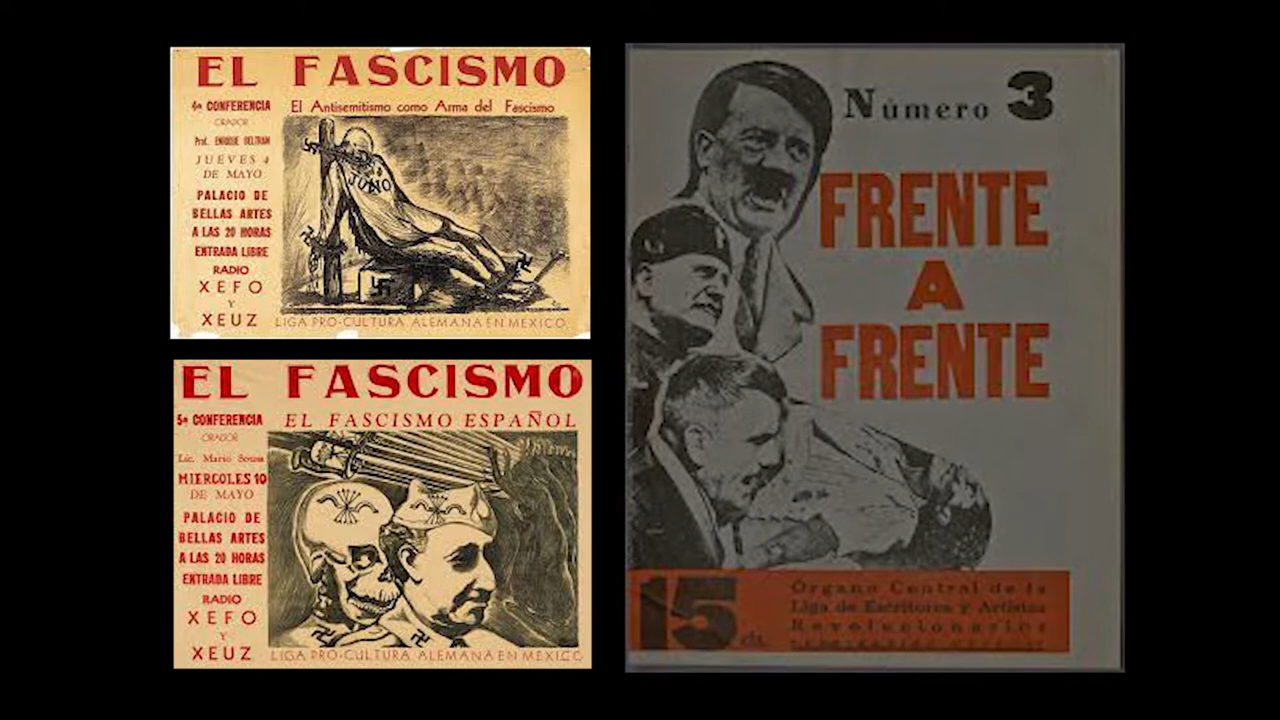 EL FASCISMO
4ª CONFERENCIA
ORADOR
Prof. ENRIQUE BELTRAN
JUEVES 4
DE MAYO
PALACIO DE
BELLAS ARTES
A LAS 20 HORAS
ENTRADA LIBRE
RADIO
XEFO
Y
XEUZ
El Antisemitismo como Arma del Fascismo
LIGA PRO-CULTURA ALEMANA EN MEXICO.
EL FASCISMO
5ª CONFERENCIA
ORADOR
Lic. Mario Sousa
MIERCOLES 10
DE MAYO
PALACIO DE
BELLAS ARTES
A LAS 20 HORAS
ENTRADA LIBRE
RADIO
XEFO
Y
XEUZ
EL FASCISMO ESPAÑOL
LIGA PRO-CULTURA ALEMANA EN MEXICO
Número 3
FRENTE
A
FRENTE
15 cts.
Órgano Central de la
Liga de Escritores y Artistas
Revolucionarios